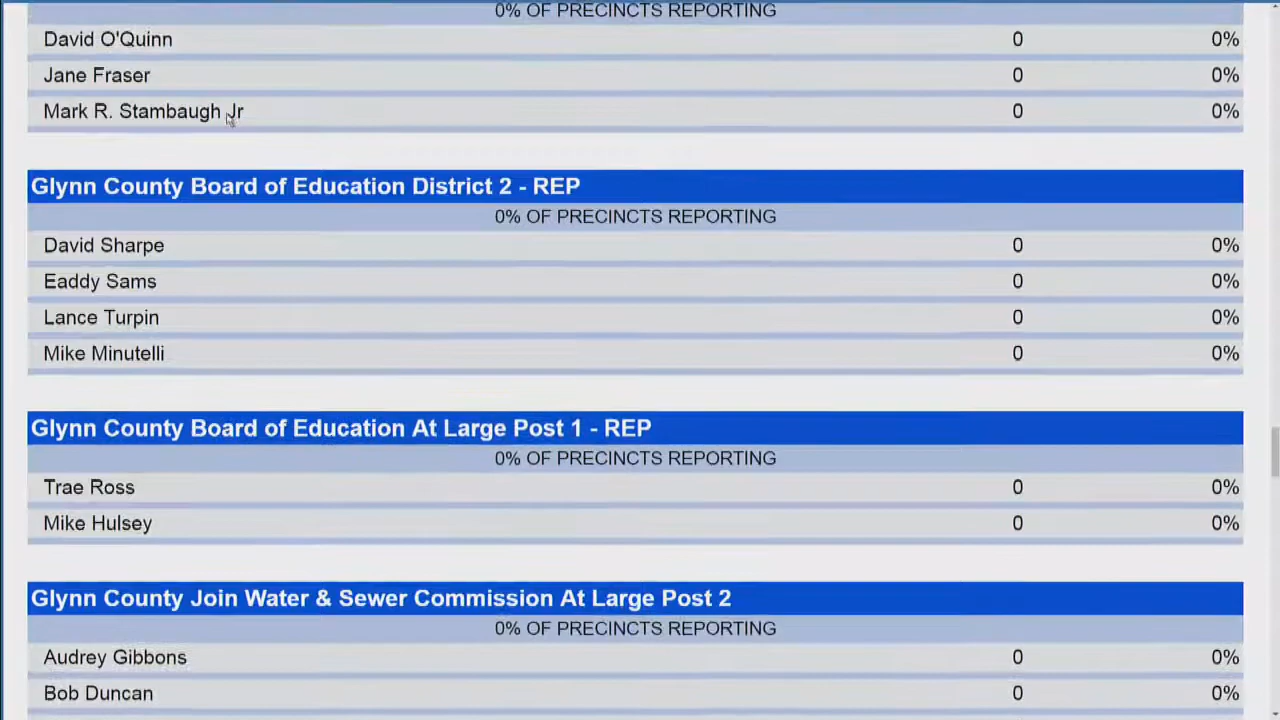 0% OF PRECINCTS REPORTING
David O'Quinn 0 0%
Jane Fraser 0 0%
Mark R. Stambaugh Jr 0 0%
Glynn County Board of Education District 2 - REP
0% OF PRECINCTS REPORTING
David Sharpe 0 0%
Eaddy Sams 0 0%
Lance Turpin 0 0%
Mike Minutelli 0 0%
Glynn County Board of Education At Large Post 1 - REP
0% OF PRECINCTS REPORTING
Trae Ross 0 0%
Mike Hulsey 0 0%
Glynn County Join Water & Sewer Commission At Large Post 2
0% OF PRECINCTS REPORTING
Audrey Gibbons 0 0%
Bob Duncan 0 0%